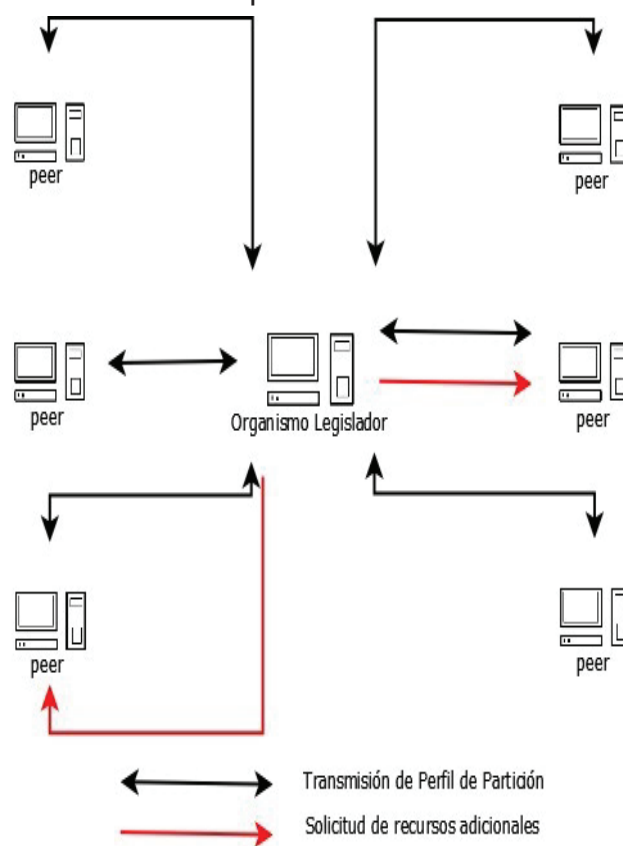 peer
peer
peer
Organismo Legislador
peer
peer
peer
Transmisión de Perfil de Partición
Solicitud de recursos adicionales